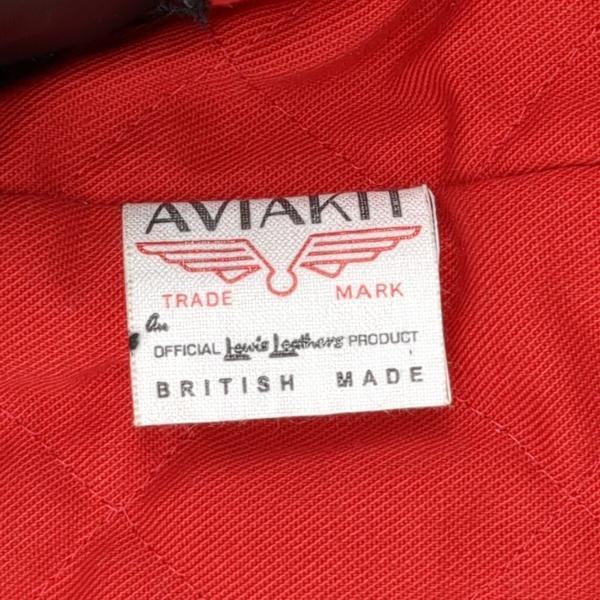 AVIAKIT
TRADE MARK
An
OFFICIAL Lewis Leathers PRODUCT
BRITISH MADE